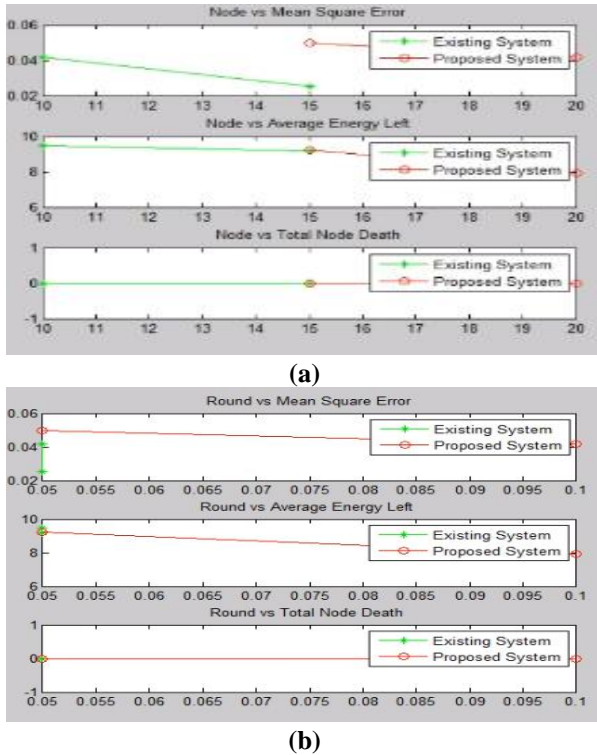 Node vs Mean Square Error
0.06
0.04
0.02
Existing System
Proposed System
10 11 12 13 14 15 16 17 18 19 20
Node vs Average Energy Left
10
8
6
Existing System
Proposed System
10 11 12 13 14 15 16 17 18 19 20
Node vs Total Node Death
1
0
-1
Existing System
Proposed System
10 11 12 13 14 15 16 17 18 19 20
(a)
Round vs Mean Square Error
0.06
0.04
0.02
Existing System
Proposed System
0.05 0.055 0.06 0.065 0.07 0.075 0.08 0.085 0.09 0.095 0.1
Round vs Average Energy Left
10
8
6
Existing System
Proposed System
0.05 0.055 0.06 0.065 0.07 0.075 0.08 0.085 0.09 0.095 0.1
Round vs Total Node Death
1
0
-1
Existing System
Proposed System
0.05 0.055 0.06 0.065 0.07 0.075 0.08 0.085 0.09 0.095 0.1
(b)